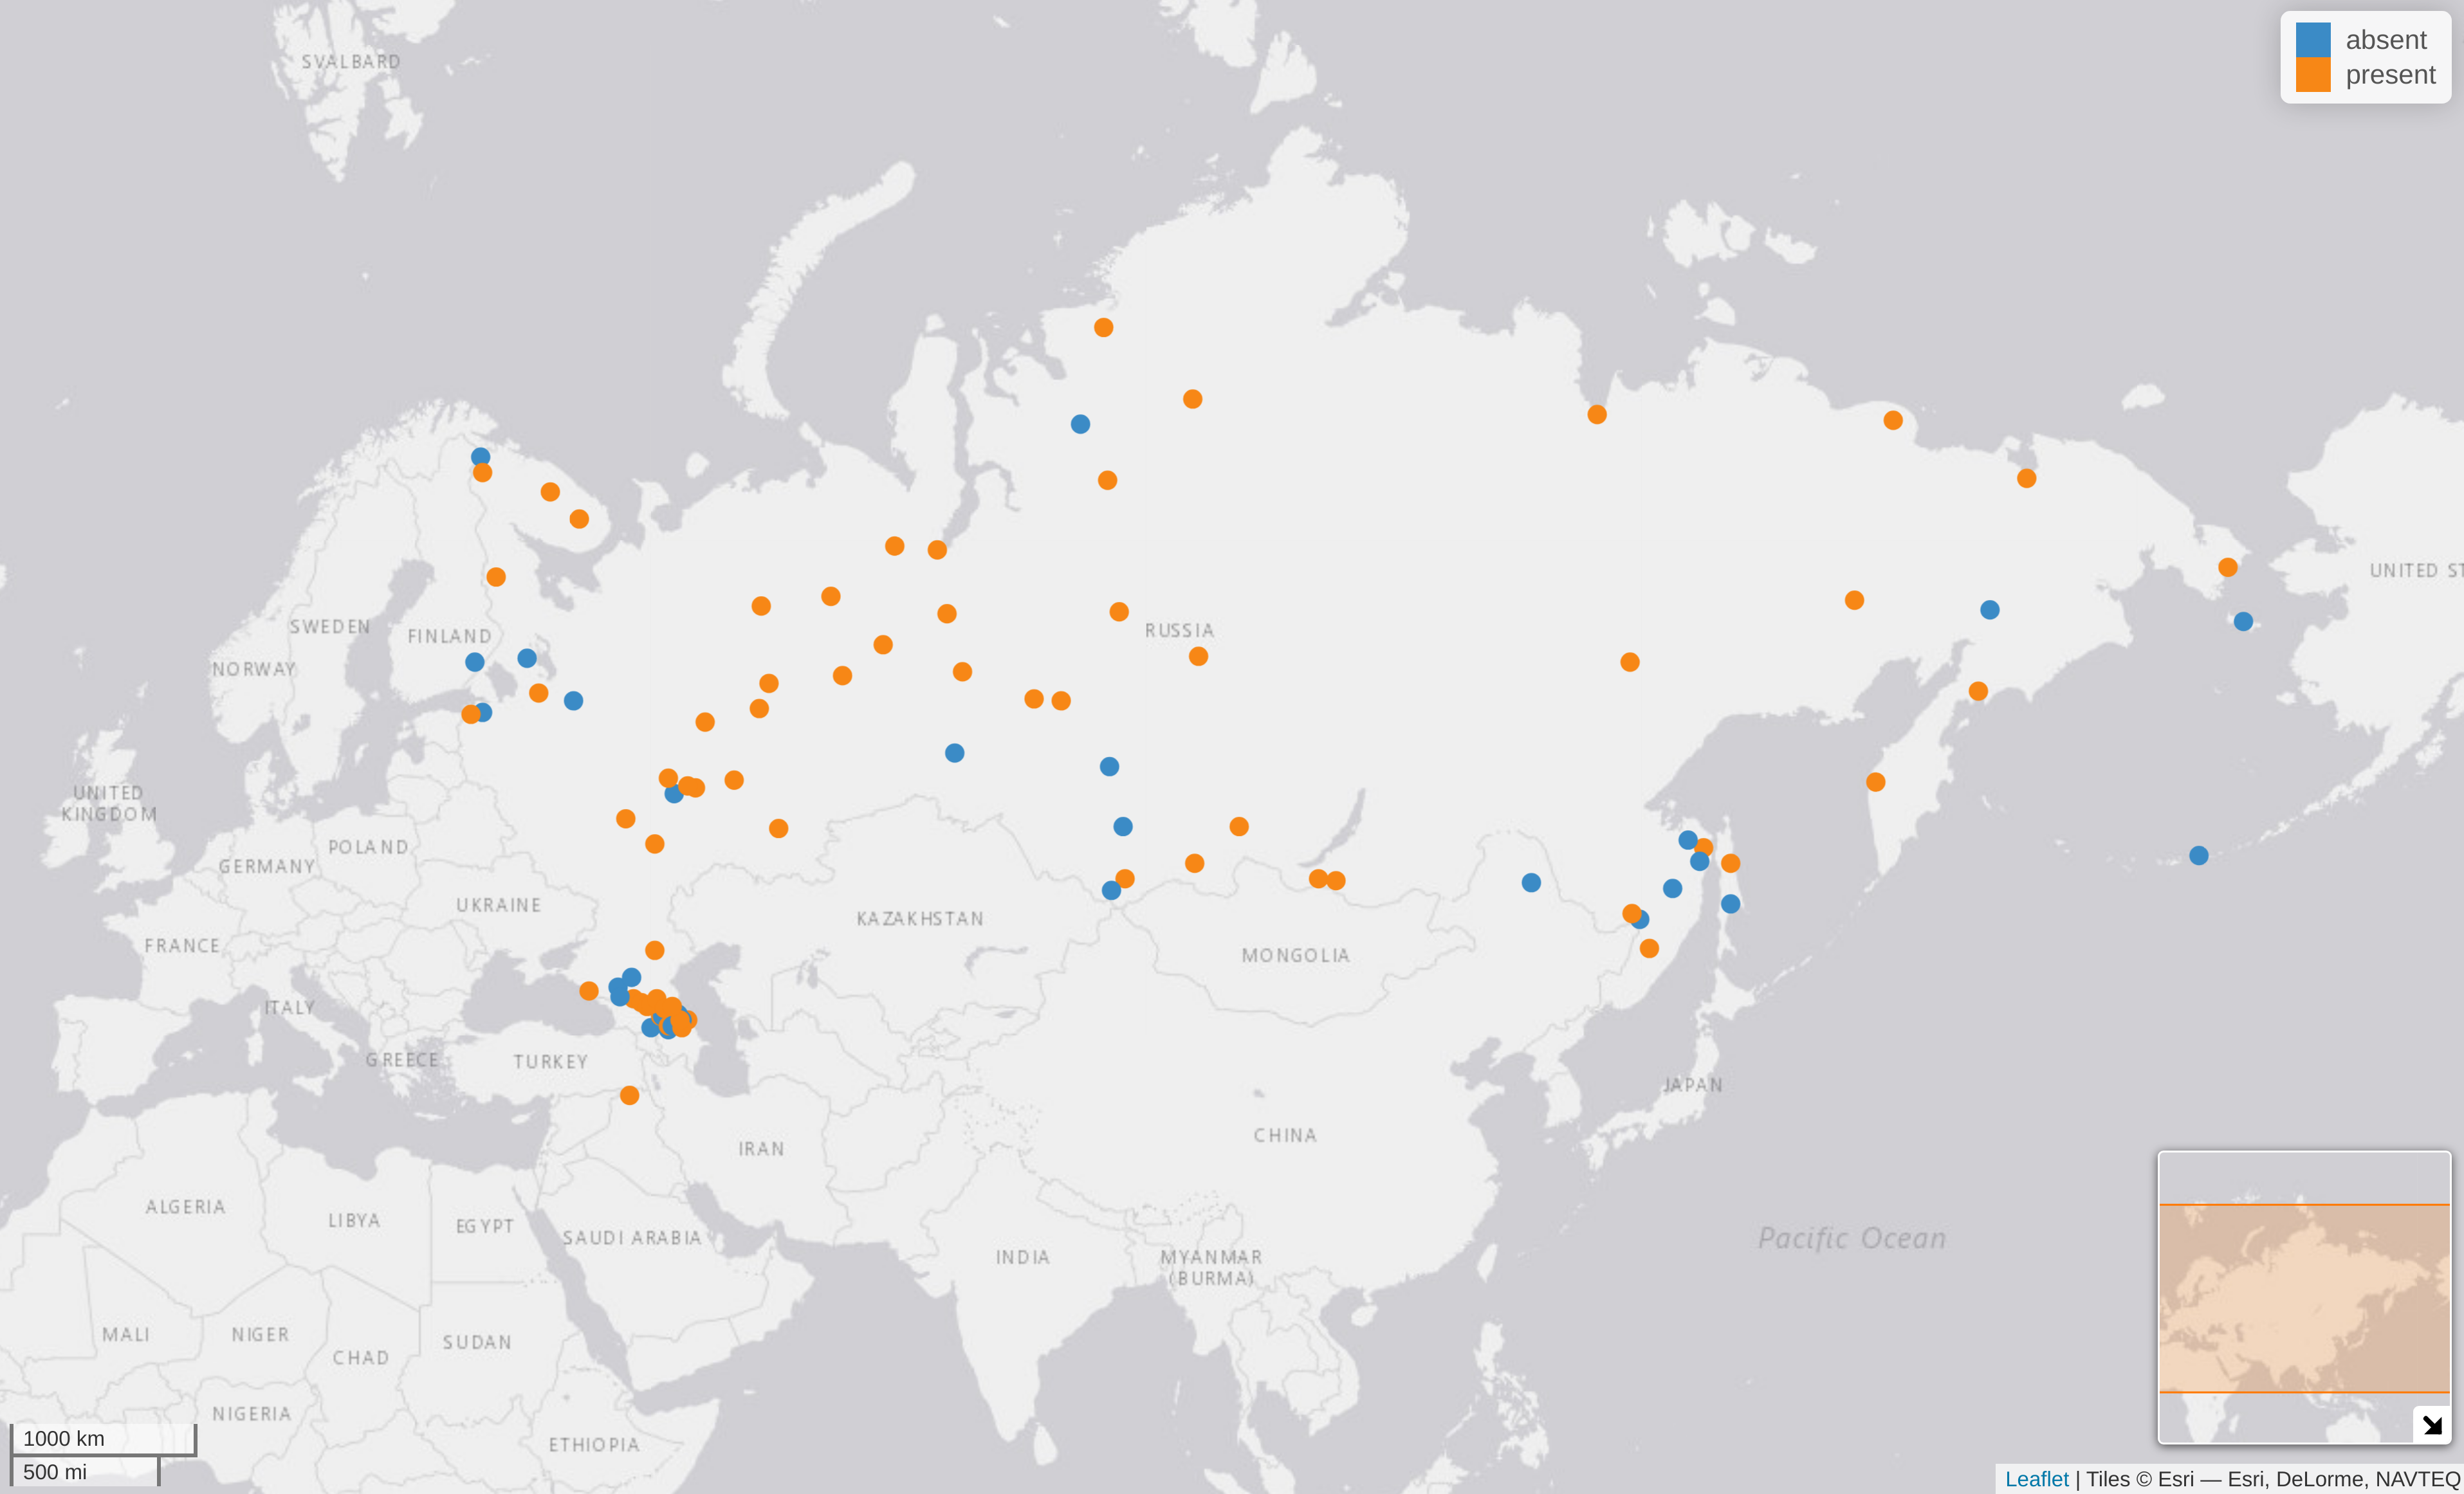 SVALBARD
absent
present
UNITED ST
SWEDEN
FINLAND
RUSSIA
NORWAY
UNITED
KINGDOM
POLAND
GERMANY
UKRAINE
KAZAKHSTAN
FRANCE
MONGOLIA
ITALY
GREECE
TURKEY
JAPAN
IRAN
CHINA
ALGERIA
LIBYA
EGYPT
SAUDI ARABIA
INDIA
MYANMAR
(BURMA)
Pacific Ocean
MALI
NIGER
SUDAN
CHAD
NIGERIA
ETHIOPIA
1000 km
500 mi
Leaflet | Tiles © Esri — Esri, DeLorme, NAVTEQ